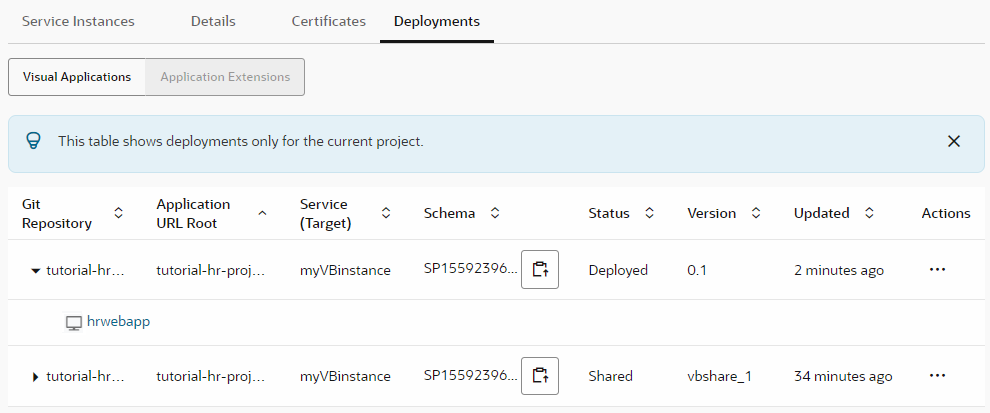 Service Instances Details Certificates Deployments
Visual Applications Application Extensions
This table shows deployments only for the current project.
Git Repository Application URL Root Service (Target) Schema Status Version Updated Actions
tutorial-hr... tutorial-hr-proj... myVBinstance SP15592396... Deployed 0.1 2 minutes ago
hrwebapp
tutorial-hr... tutorial-hr-proj... myVBinstance SP15592396... Shared vbshare_1 34 minutes ago